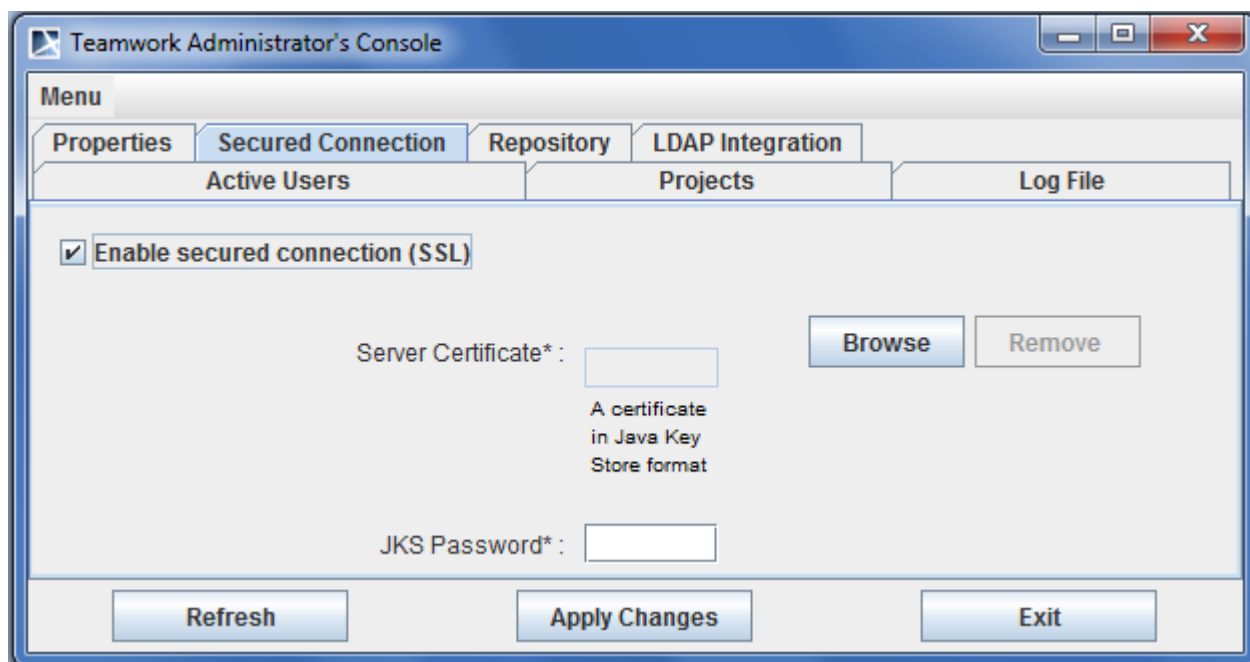 Teamwork Administrator's Console
Menu
Properties Secured Connection Repository LDAP Integration
Active Users Projects Log File
Enable secured connection (SSL)
Server Certificate* : Browse Remove
A certificate
in Java Key
Store format
JKS Password* :
Refresh Apply Changes Exit